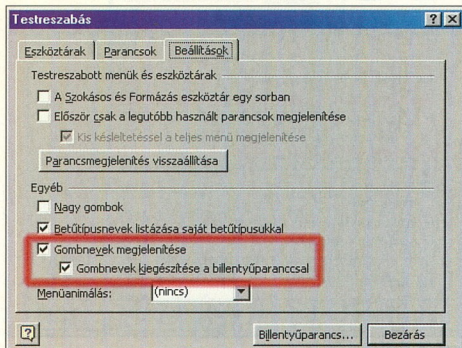 Testreszabás
Eszköztárak Parancsok Beállítások
Testreszabott menük és eszköztárak
A Szokásos és Formázás eszköztár egy sorban
Először csak a legutóbb használt parancsok megjelenítése
Kis késleltetéssel a teljes menü megjelenítése
Parancsmegjelenítés visszaállítása
Egyéb
Nagy gombok
Betűtípusnevek listázása saját betűtípusukkal
Gombnevek megjelenítése
Gombnevek kiegészítése a billentyűparanccsal
Menüanimálás: (nincs)
Billentyűparancs... Bezárás